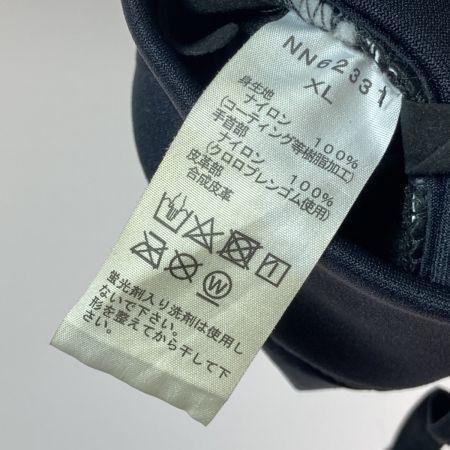 NN62331
XL
身生地
ナイロン 100%
(コーティング等樹脂加工)
手首部
ナイロン 100%
(クロロプレンゴム使用)
皮革部
合成皮革
W
蛍光剤入り洗剤は使用し
ないで下さい。
形を整えてから干して下